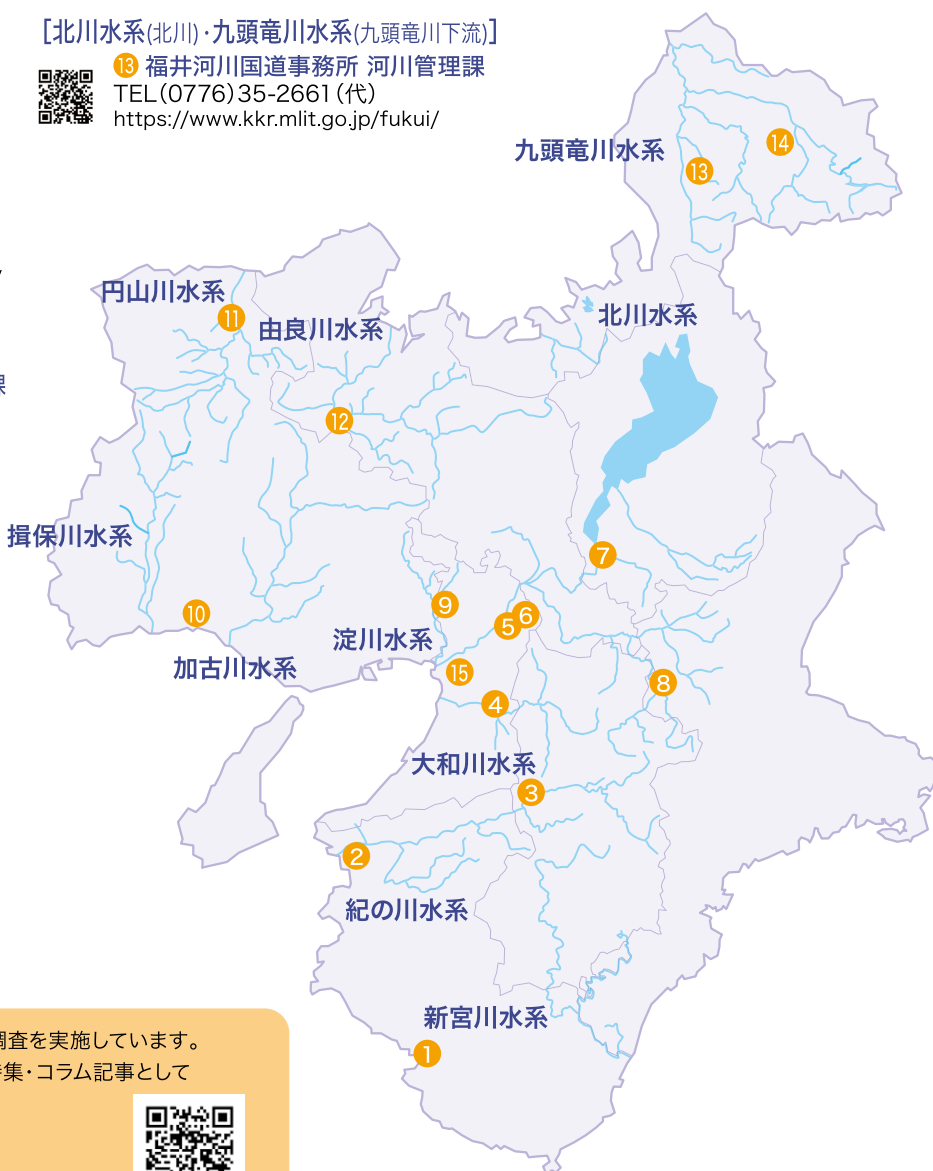 [北川水系(北川)・九頭竜川水系(九頭竜川下流)]
⑬ 福井河川国道事務所 河川管理課
TEL(0776)35-2661(代)
https://www.kkr.mlit.go.jp/fukui/
九頭竜川水系
⑬
⑭
円山川水系
⑪
由良川水系
北川水系
課
⑫
揖保川水系
⑦
⑩
⑨
⑤
⑥
淀川水系
加古川水系
⑮
⑧
④
大和川水系
③
②
紀の川水系
新宮川水系
①
調査を実施しています。
集・コラム記事として